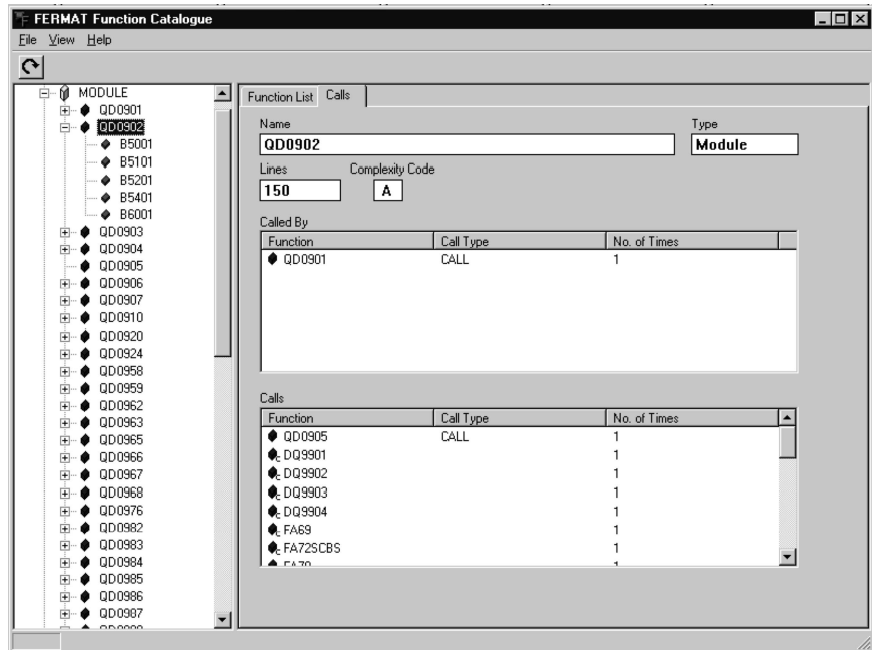 FERMAT Function Catalogue
File View Help
MODULE
QD0901
QD0902
B5001
B5101
B5201
B5401
B6001
QD0903
QD0904
QD0905
QD0906
QD0907
QD0910
QD0920
QD0924
QD0958
QD0959
QD0962
QD0963
QD0965
QD0966
QD0967
QD0968
QD0976
QD0982
QD0983
QD0984
QD0985
QD0986
QD0987
Function List Calls
Name Type
QD0902 Module
Lines Complexity Code
150 A
Called By
Function Call Type No. of Times
QD0901 CALL 1
Calls
Function Call Type No. of Times
QD0905 CALL 1
DQ9901 1
DQ9902 1
DQ9903 1
DQ9904 1
FA69 1
FA72SCBS 1